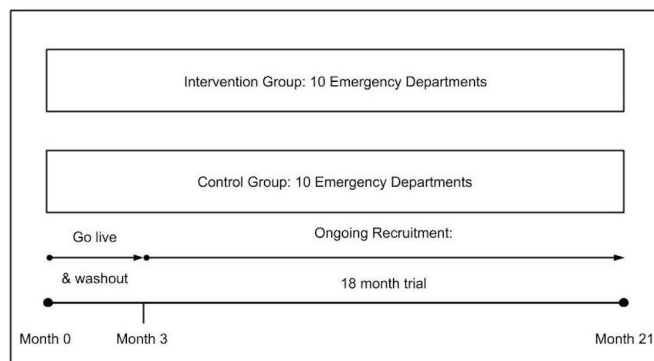 Intervention Group: 10 Emergency Departments
Control Group: 10 Emergency Departments
Go live
& washout
Ongoing Recruitment:
18 month trial
Month 0
Month 3
Month 21